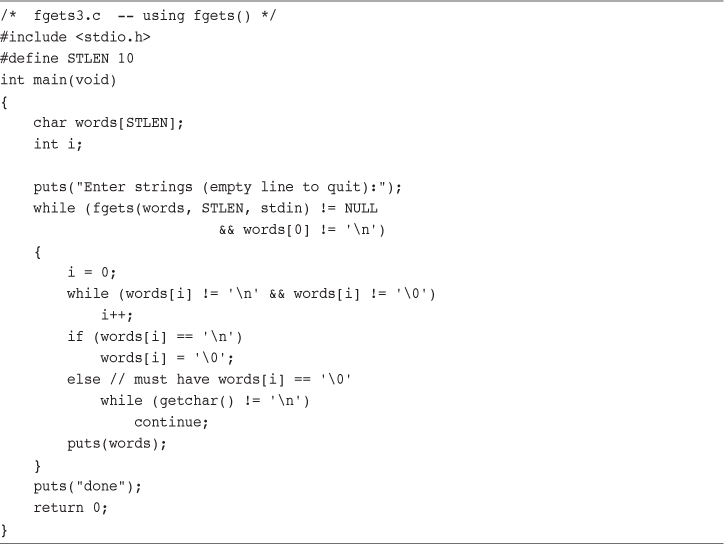 /*  fgets3.c  -- using fgets() */
#include <stdio.h>
#define STLEN 10
int main(void)
{
    char words[STLEN];
    int i;

    puts("Enter strings (empty line to quit):");
    while (fgets(words, STLEN, stdin) != NULL
                          && words[0] != '\n')
    {
        i = 0;
        while (words[i] != '\n' && words[i] != '\0')
            i++;
        if (words[i] == '\n')
            words[i] = '\0';
        else // must have words[i] == '\0'
            while (getchar() != '\n')
                continue;
        puts(words);
    }
    puts("done");
    return 0;
}